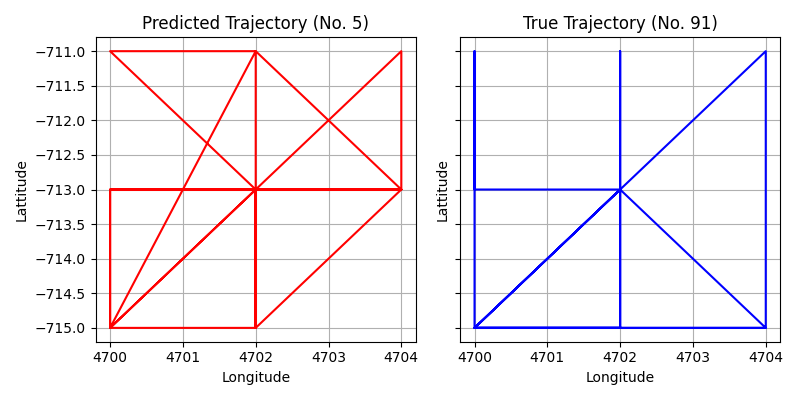 Predicted Trajectory (No. 5)
True Trajectory (No. 91)
Lattitude
−711.0
−711.5
−712.0
−712.5
−713.0
−713.5
−714.0
−714.5
−715.0
4700 4701 4702 4703 4704
Longitude
Lattitude
4700 4701 4702 4703 4704
Longitude